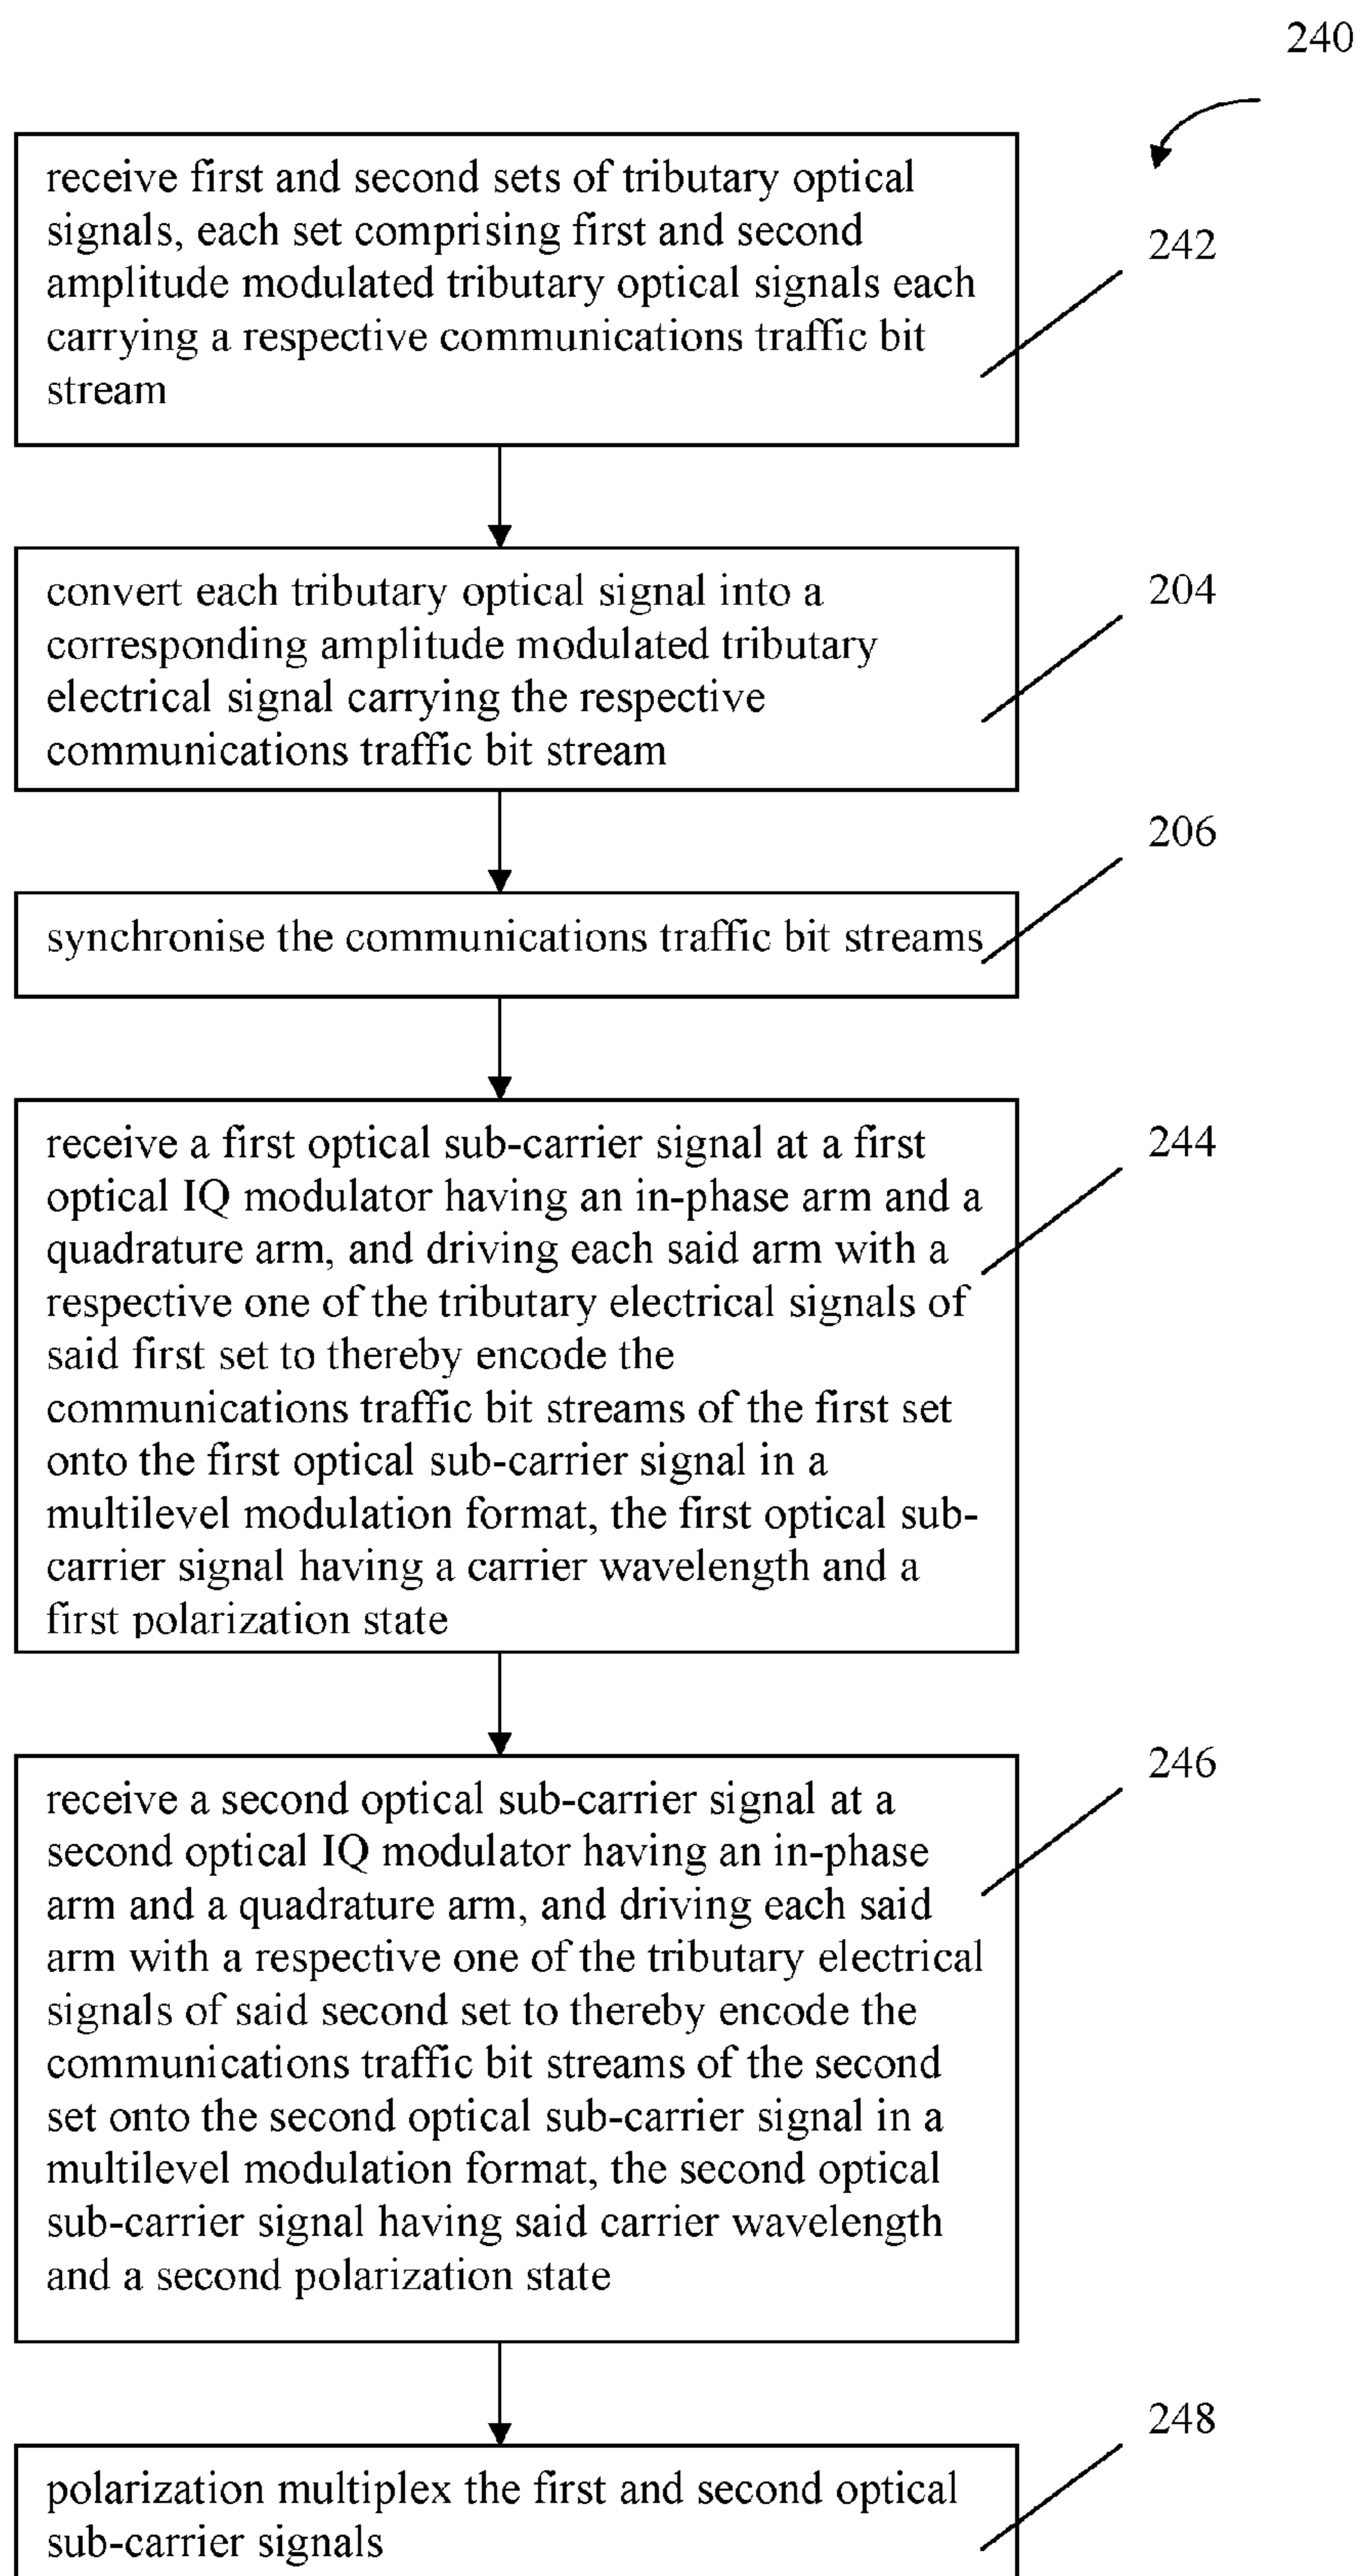 240
receive first and second sets of tributary optical
signals, each set comprising first and second
amplitude modulated tributary optical signals each
carrying a respective communications traffic bit
stream
242
convert each tributary optical signal into a
corresponding amplitude modulated tributary
electrical signal carrying the respective
communications traffic bit stream
204
synchronise the communications traffic bit streams
206
receive a first optical sub-carrier signal at a first
optical IQ modulator having an in-phase arm and a
quadrature arm, and driving each said arm with a
respective one of the tributary electrical signals of
said first set to thereby encode the
communications traffic bit streams of the first set
onto the first optical sub-carrier signal in a
multilevel modulation format, the first optical sub-
carrier signal having a carrier wavelength and a
first polarization state
244
receive a second optical sub-carrier signal at a
second optical IQ modulator having an in-phase
arm and a quadrature arm, and driving each said
arm with a respective one of the tributary electrical
signals of said second set to thereby encode the
communications traffic bit streams of the second
set onto the second optical sub-carrier signal in a
multilevel modulation format, the second optical
sub-carrier signal having said carrier wavelength
and a second polarization state
246
polarization multiplex the first and second optical
sub-carrier signals
248